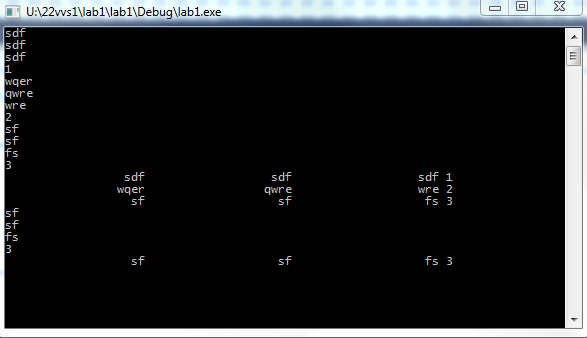 U:\22vvs1\lab1\lab1\Debug\lab1.exe
sdf
sdf
sdf
1
wqer
qwre
wre
2
sf
sf
fs
3
sdf sdf sdf 1
wqer qwre wre 2
sf sf fs 3
sf
sf
fs
3
sf sf fs 3